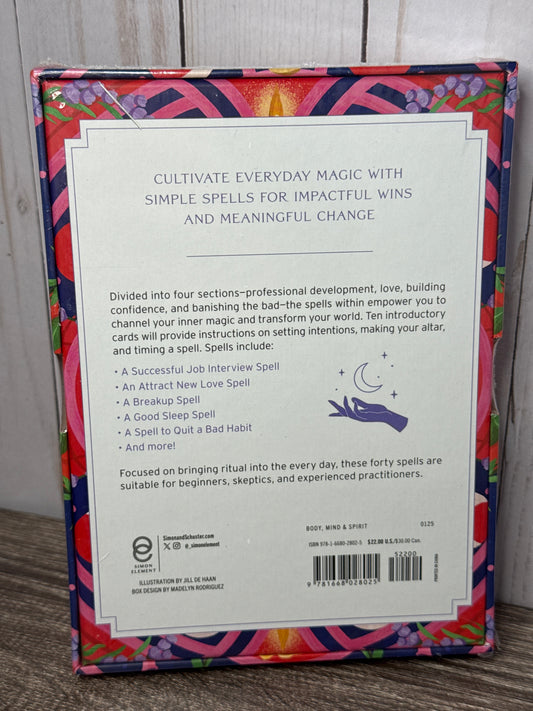 CULTIVATE EVERYDAY MAGIC WITH
SIMPLE SPELLS FOR IMPACTFUL WINS
AND MEANINGFUL CHANGE
Divided into four sections—professional development, love, building
confidence, and banishing the bad—the spells within empower you to
channel your inner magic and transform your world. Ten introductory
cards will provide instructions on setting intentions, making your altar,
and timing a spell. Spells include:
• A Successful Job Interview Spell
• An Attract New Love Spell
• A Breakup Spell
• A Good Sleep Spell
• A Spell to Quit a Bad Habit
• And more!
Focused on bringing ritual into the every day, these forty spells are
suitable for beginners, skeptics, and experienced practitioners.
SIMON
ELEMENT
SimonandSchuster.com
@_simonelement
ILLUSTRATION BY JILL DE HAAN
BOX DESIGN BY MADELYN RODRIGUEZ
BODY, MIND & SPIRIT 0125
ISBN 978-1-6680-2802-5 $22.00 U.S./$30.00 Can.
52200
9 781668 028025
PRINTED IN CHINA